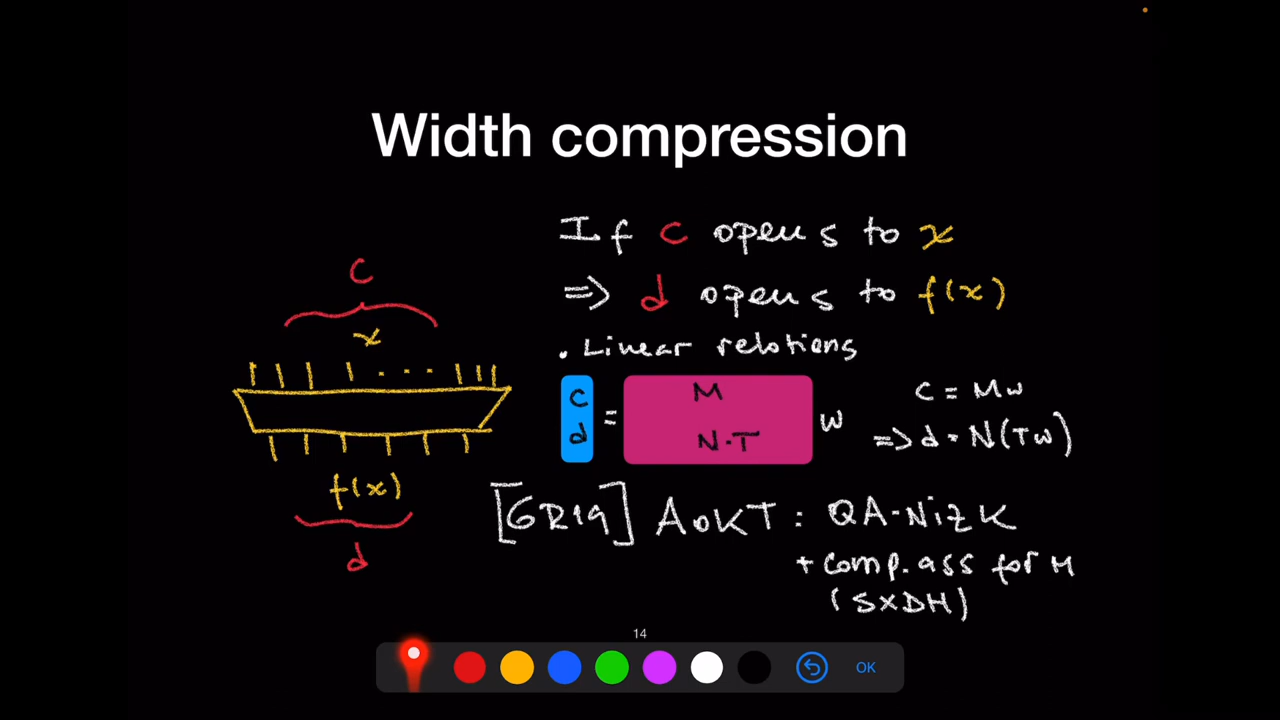 Width compression
If c opens to x
=> d opens to f(x)
. Linear relations
c
x
. . .
f(x)
d
c
d
=
M
N·T
w
c = Mw
=> d = N(Tw)
[GR19] AoKT: QA-NIZK
+ comp. ass for M
(SXDH)
14
OK